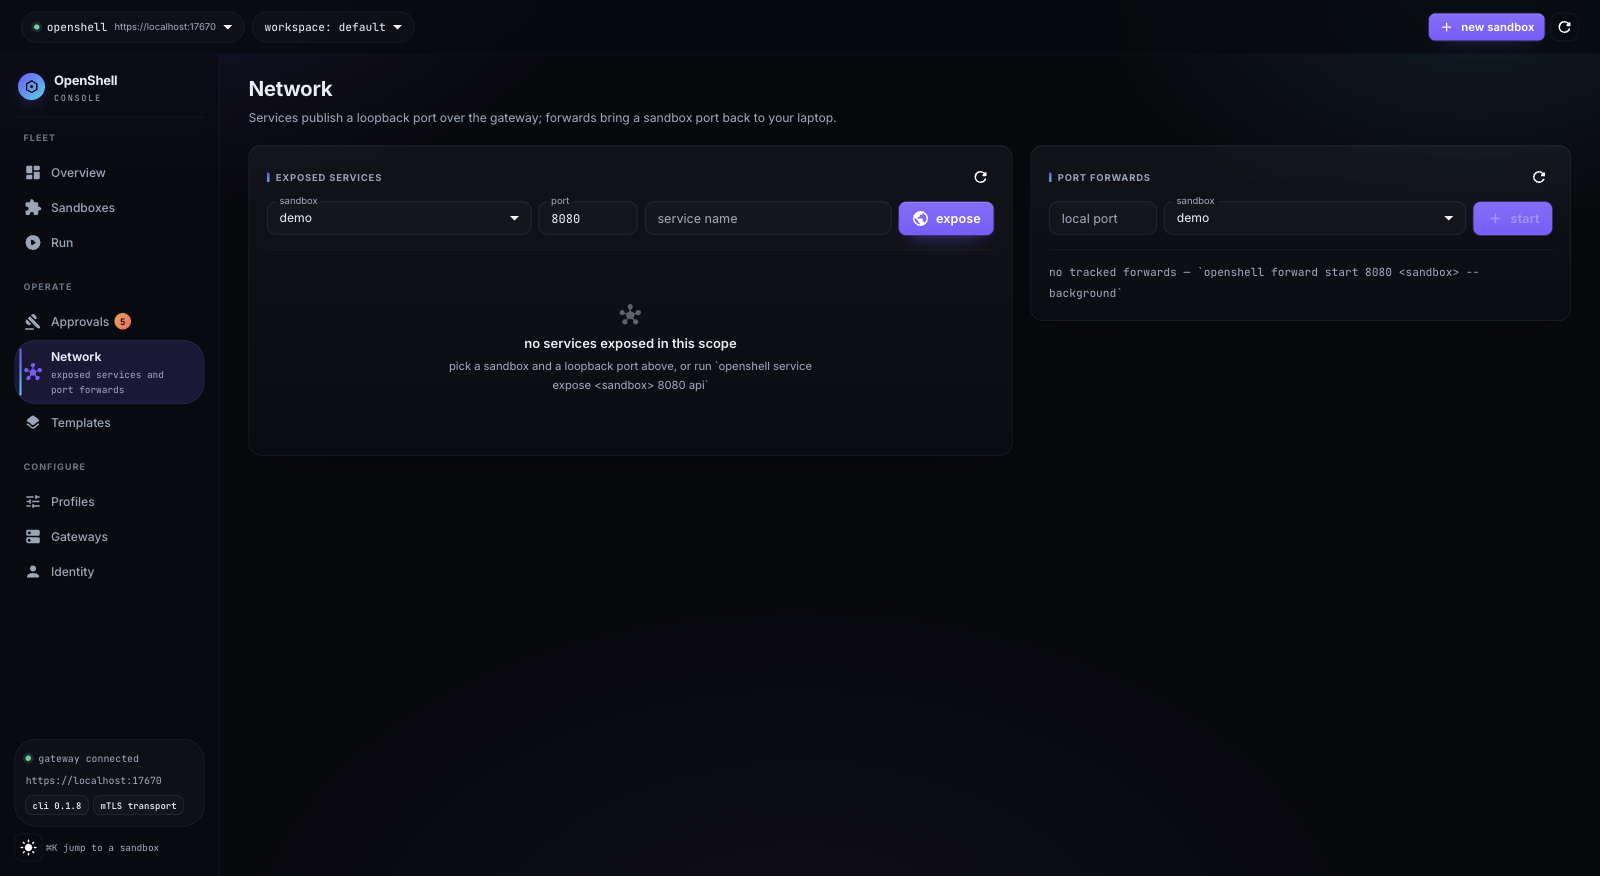 openshell https://localhost:17670
workspace: default
new sandbox
OpenShell
CONSOLE
FLEET
Overview
Sandboxes
Run
OPERATE
Approvals 5
Network
exposed services and
port forwards
Templates
CONFIGURE
Profiles
Gateways
Identity
gateway connected
https://localhost:17670
cli 0.1.8 mTLS transport
⌘K jump to a sandbox
Network
Services publish a loopback port over the gateway; forwards bring a sandbox port back to your laptop.
EXPOSED SERVICES
sandbox
demo
port
8080
service name
expose
no services exposed in this scope
pick a sandbox and a loopback port above, or run `openshell service
expose <sandbox> 8080 api`
PORT FORWARDS
local port
sandbox
demo
start
no tracked forwards — `openshell forward start 8080 <sandbox> --
background`